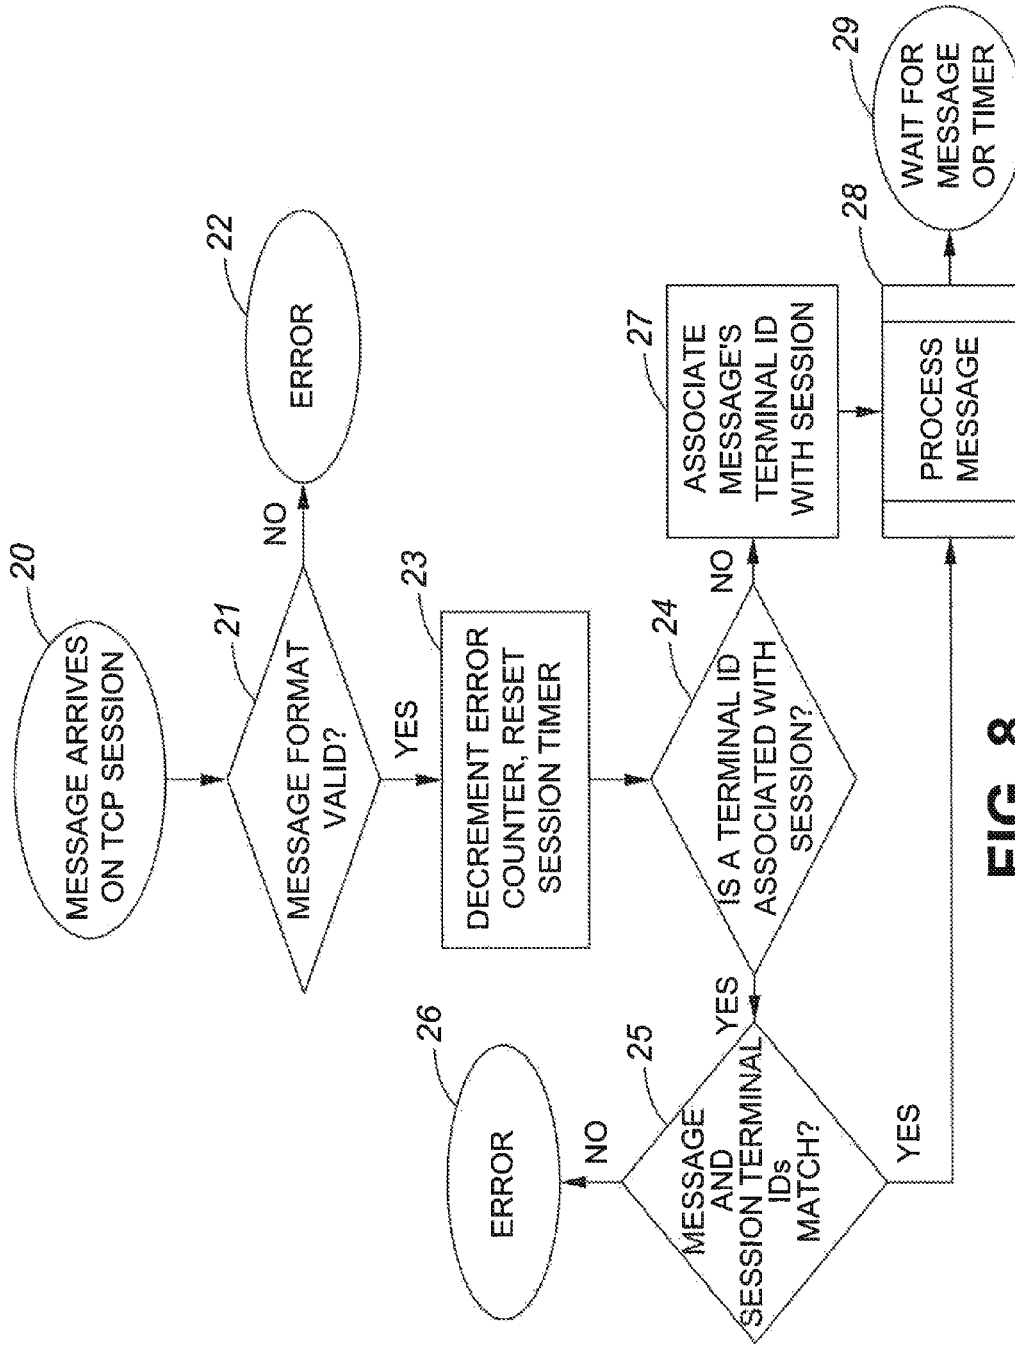 20
MESSAGE ARRIVES
ON TCP SESSION
21
MESSAGE FORMAT
VALID?
NO
22
ERROR
YES
23
DECREMENT ERROR
COUNTER, RESET
SESSION TIMER
24
IS A TERMINAL ID
ASSOCIATED WITH
SESSION?
YES
NO
25
MESSAGE
AND
SESSION TERMINAL
IDs
MATCH?
NO
26
ERROR
YES
27
ASSOCIATE
MESSAGE'S
TERMINAL ID
WITH SESSION
28
PROCESS
MESSAGE
29
WAIT FOR
MESSAGE
OR TIMER
FIG. 8